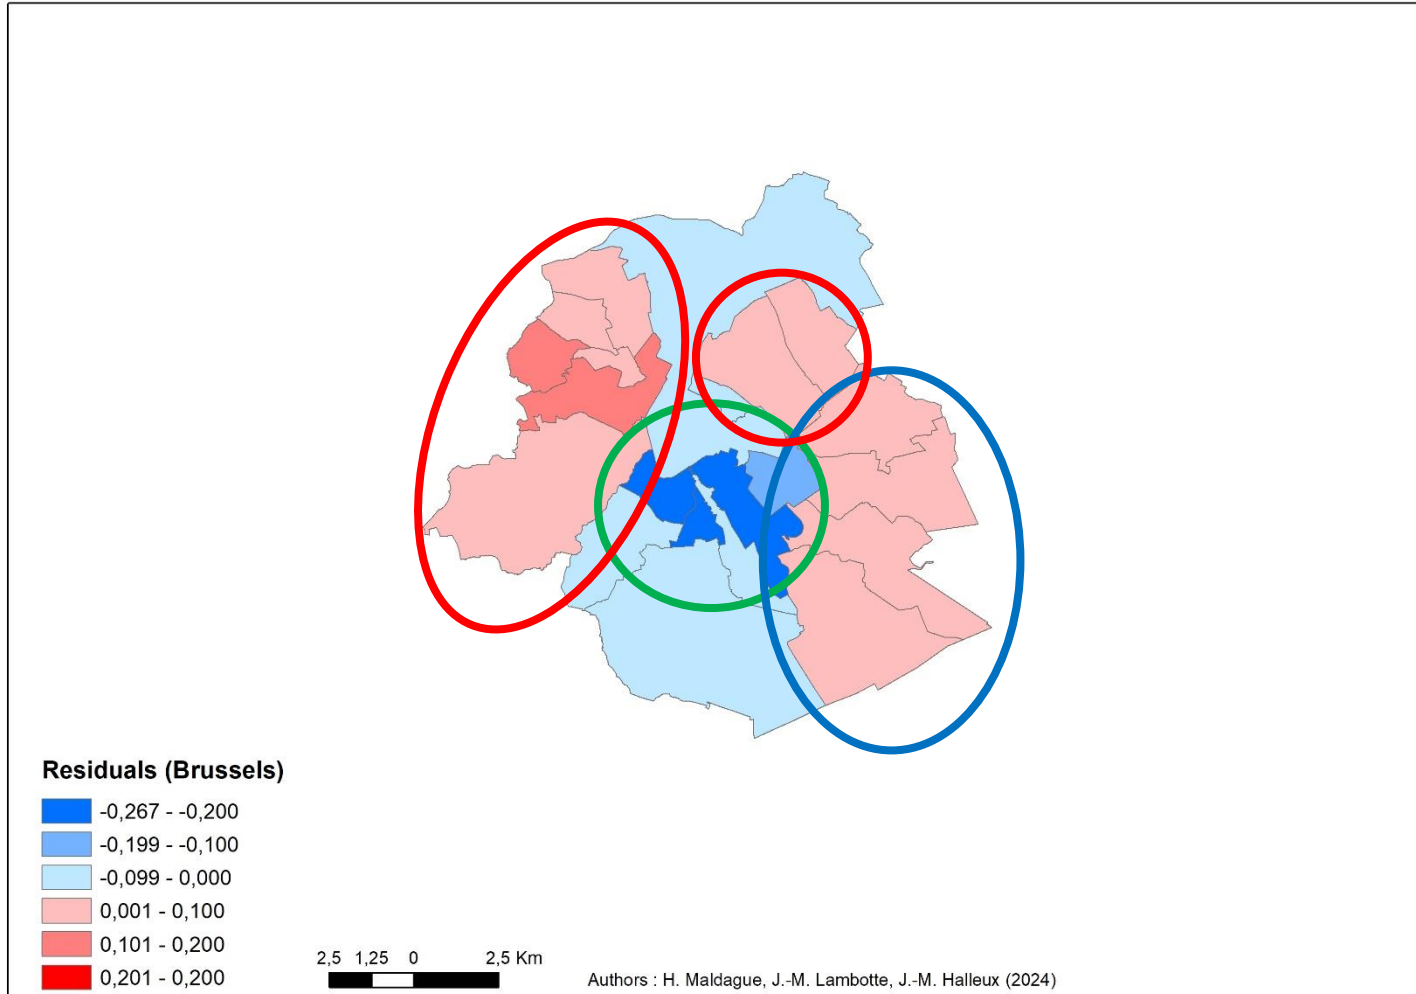 Residuals (Brussels)
-0,267 - -0,200
-0,199 - -0,100
-0,099 - 0,000
0,001 - 0,100
0,101 - 0,200
0,201 - 0,200
2,5 1,25 0 2,5 Km
Authors : H. Maldague, J.-M. Lambotte, J.-M. Halleux (2024)